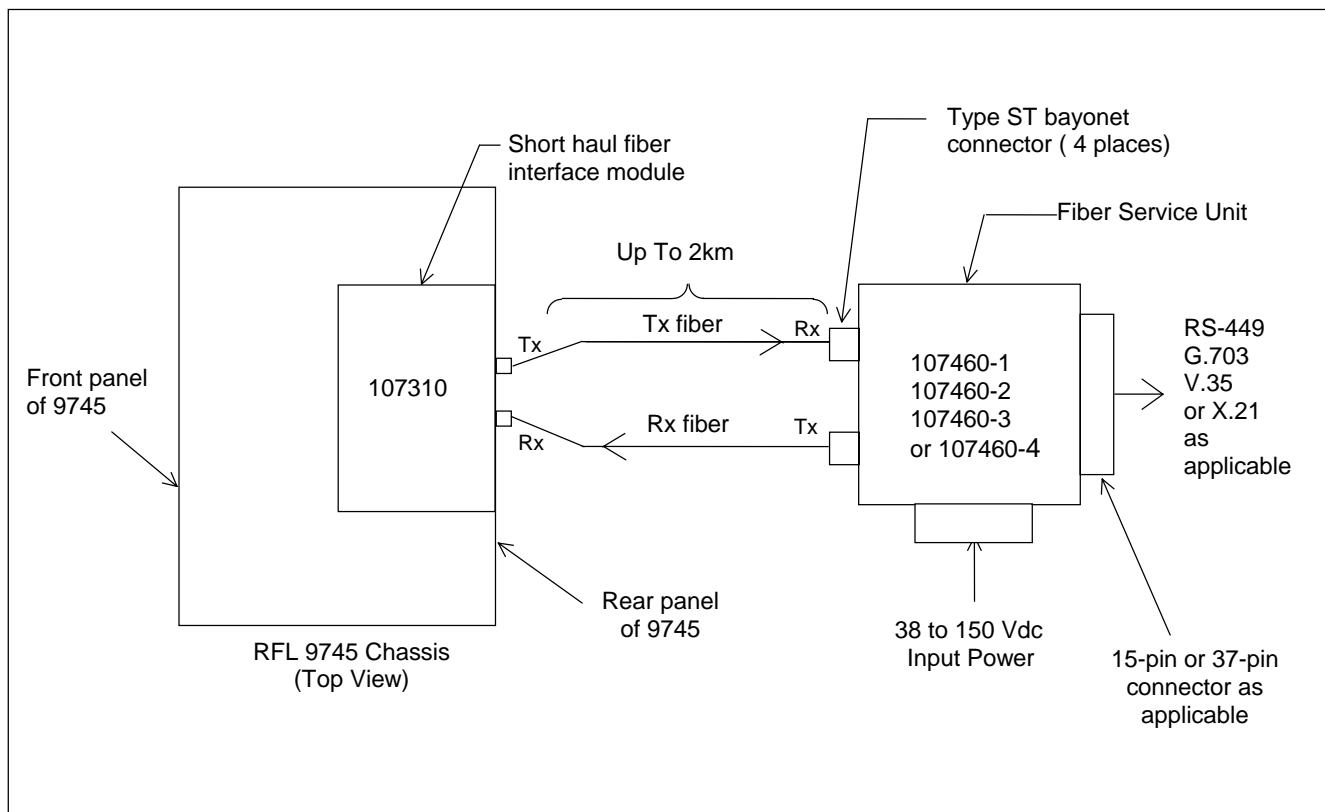 Type ST bayonet
connector ( 4 places)
Short haul fiber
interface module
Fiber Service Unit
Up To 2km
Tx fiber
Tx
Rx
107310
Rx fiber
Rx
Tx
107460-1
107460-2
107460-3
or 107460-4
RS-449
G.703
V.35
or X.21
as
applicable
Front panel
of 9745
Rear panel
of 9745
RFL 9745 Chassis
(Top View)
38 to 150 Vdc
Input Power
15-pin or 37-pin
connector as
applicable